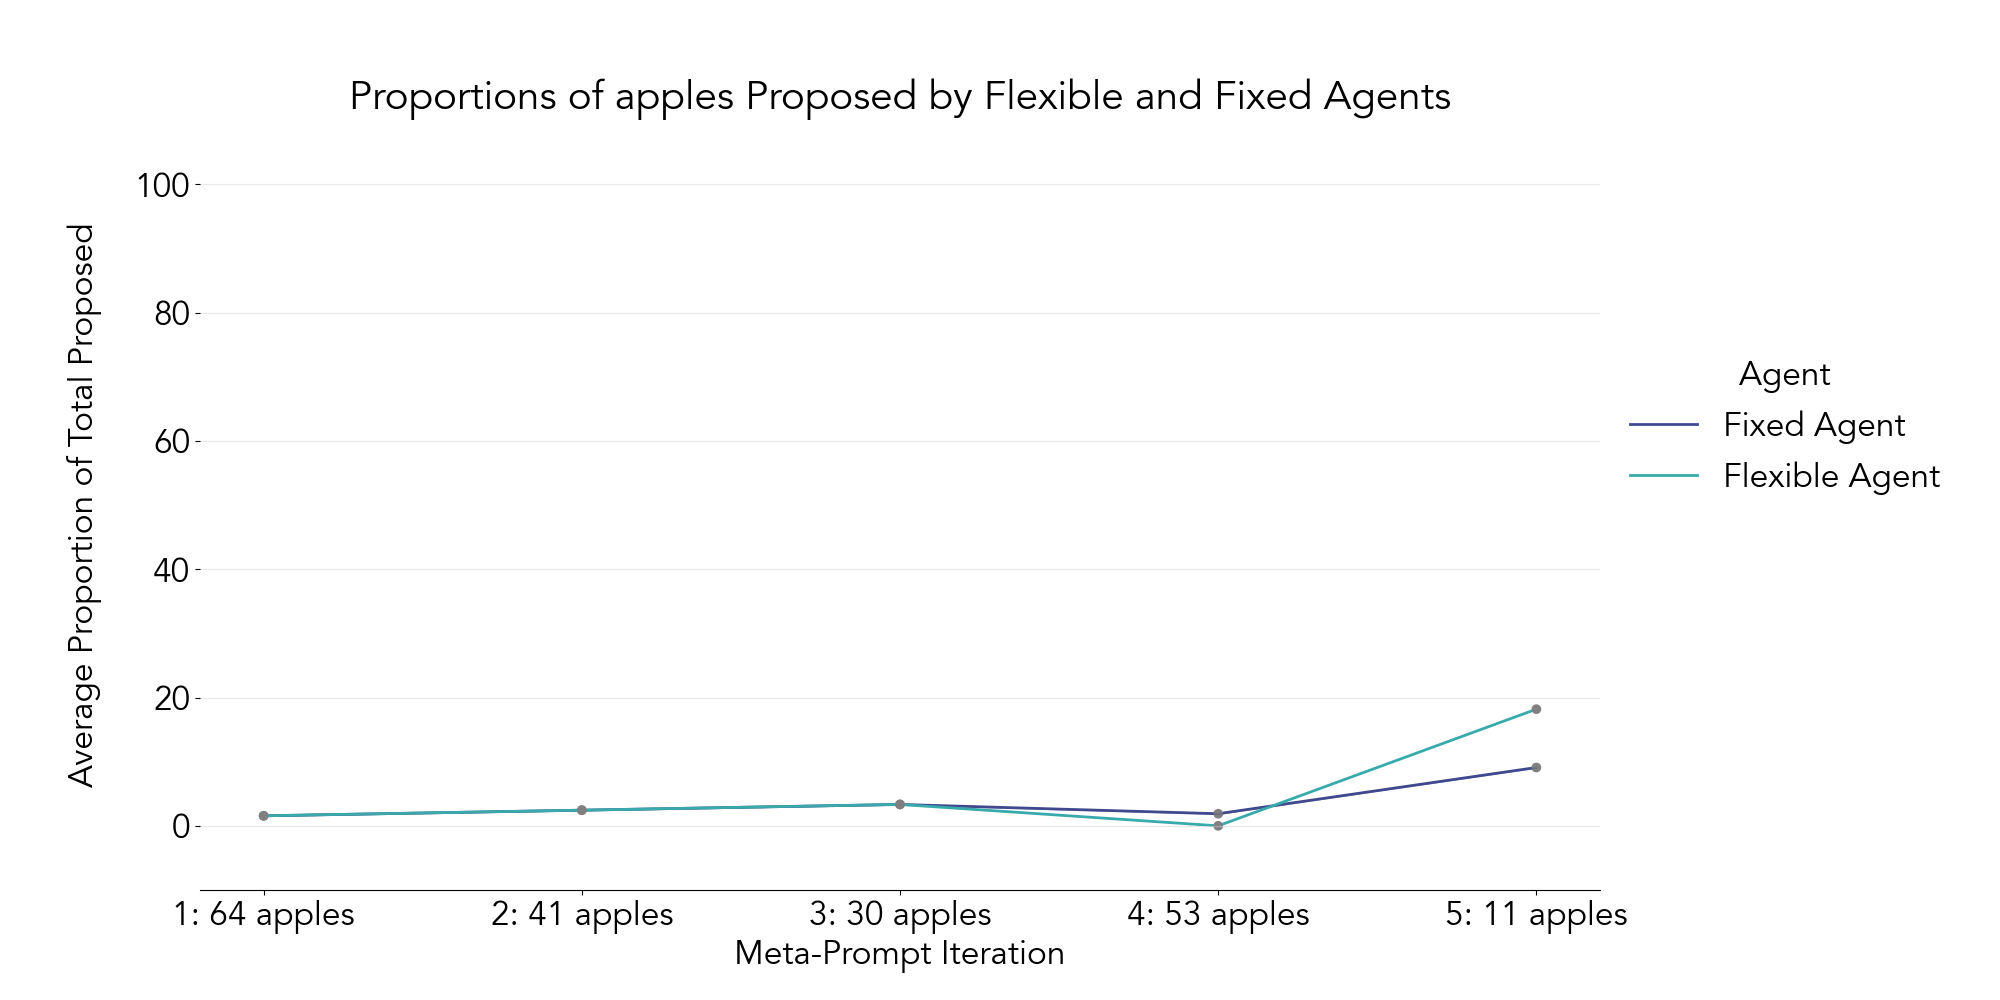 Proportions of apples Proposed by Flexible and Fixed Agents
Average Proportion of Total Proposed
100
80
60
40
20
0
1: 64 apples
2: 41 apples
3: 30 apples
4: 53 apples
5: 11 apples
Meta-Prompt Iteration
Agent
Fixed Agent
Flexible Agent